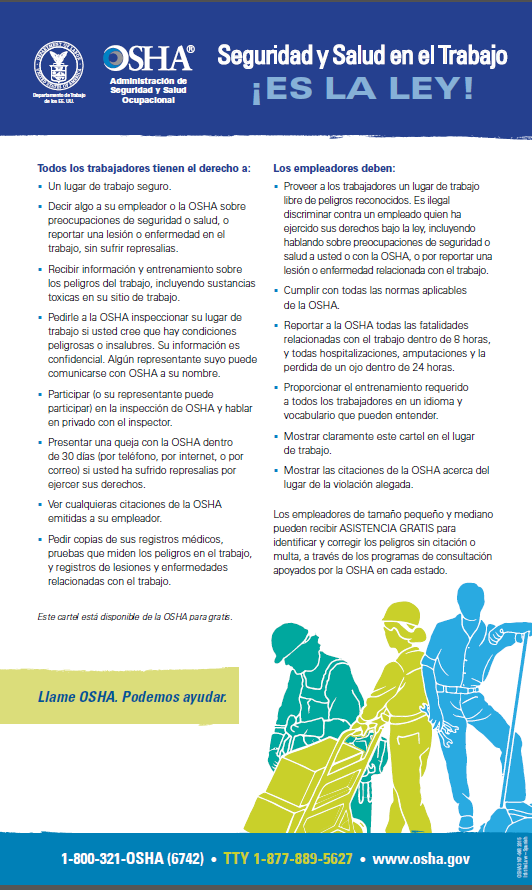 Departamento de Trabajo
de los EE. UU.
OSHA®
Administración de
Seguridad y Salud
Ocupacional
Seguridad y Salud en el Trabajo
¡ES LA LEY!
Todos los trabajadores tienen el derecho a:
▪ Un lugar de trabajo seguro.
▪ Decir algo a su empleador o la OSHA sobre
preocupaciones de seguridad o salud, o
reportar una lesión o enfermedad en el
trabajo, sin sufrir represalias.
▪ Recibir información y entrenamiento sobre
los peligros del trabajo, incluyendo sustancias
toxicas en su sitio de trabajo.
▪ Pedirle a la OSHA inspeccionar su lugar de
trabajo si usted cree que hay condiciones
peligrosas o insalubres. Su información es
confidencial. Algún representante suyo puede
comunicarse con OSHA a su nombre.
▪ Participar (o su representante puede
participar) en la inspección de OSHA y hablar
en privado con el inspector.
▪ Presentar una queja con la OSHA dentro
de 30 días (por teléfono, por internet, o por
correo) si usted ha sufrido represalias por
ejercer sus derechos.
▪ Ver cualquieras citaciones de la OSHA
emitidas a su empleador.
▪ Pedir copias de sus registros médicos,
pruebas que miden los peligros en el trabajo,
y registros de lesiones y enfermedades
relacionadas con el trabajo.
Este cartel está disponible de la OSHA para gratis.
Llame OSHA. Podemos ayudar.
Los empleadores deben:
▪ Proveer a los trabajadores un lugar de trabajo
libre de peligros reconocidos. Es ilegal
discriminar contra un empleado quien ha
ejercido sus derechos bajo la ley, incluyendo
hablando sobre preocupaciones de seguridad o
salud a usted o con la OSHA, o por reportar una
lesión o enfermedad relacionada con el trabajo.
▪ Cumplir con todas las normas aplicables
de la OSHA.
▪ Reportar a la OSHA todas las fatalidades
relacionadas con el trabajo dentro de 8 horas,
y todas hospitalizaciones, amputaciones y la
perdida de un ojo dentro de 24 horas.
▪ Proporcionar el entrenamiento requerido
a todos los trabajadores en un idioma y
vocabulario que pueden entender.
▪ Mostrar claramente este cartel en el lugar
de trabajo.
▪ Mostrar las citaciones de la OSHA acerca del
lugar de la violación alegada.
Los empleadores de tamaño pequeño y mediano
pueden recibir ASISTENCIA GRATIS para
identificar y corregir los peligros sin citación o
multa, a través de los programas de consultación
apoyados por la OSHA en cada estado.
1-800-321-OSHA (6742) • TTY 1-877-889-5627 • www.osha.gov